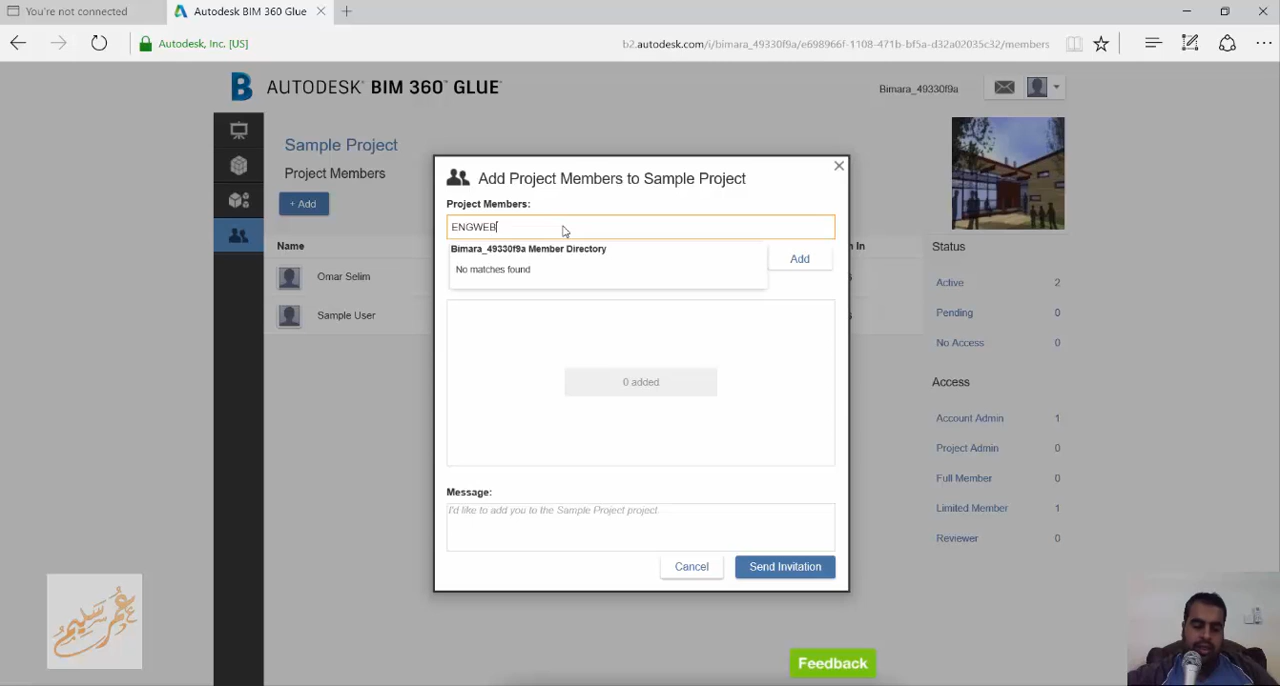 You're not connected
Autodesk BIM 360 Glue
Autodesk, Inc. [US]
b2.autodesk.com/i/bimara_49330f9a/e698966f-1108-471b-bf5a-d32a02035c32/members
B AUTODESK® BIM 360™ GLUE®
Bimara_49330f9a
Sample Project
Project Members
+ Add
Name
In
Omar Selim
Sample User
Add Project Members to Sample Project
Project Members:
ENGWEB
Bimara_49330f9a Member Directory
No matches found
Add
0 added
Message:
I'd like to add you to the Sample Project project.
Cancel
Send Invitation
Status
Active 2
Pending 0
No Access 0
Access
Account Admin 1
Project Admin 0
Full Member 0
Limited Member 1
Reviewer 0
Feedback
عمر سليم